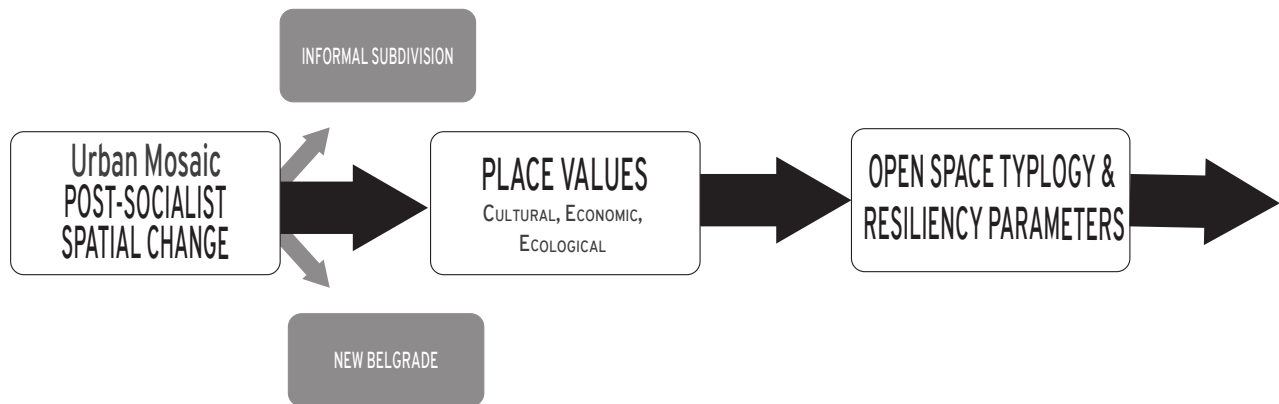 INFORMAL SUBDIVISION
Urban Mosaic
POST-SOCIALIST
SPATIAL CHANGE
PLACE VALUES
CULTURAL, ECONOMIC,
ECOLOGICAL
OPEN SPACE TYPLOGY &
RESILIENCY PARAMETERS
NEW BELGRADE